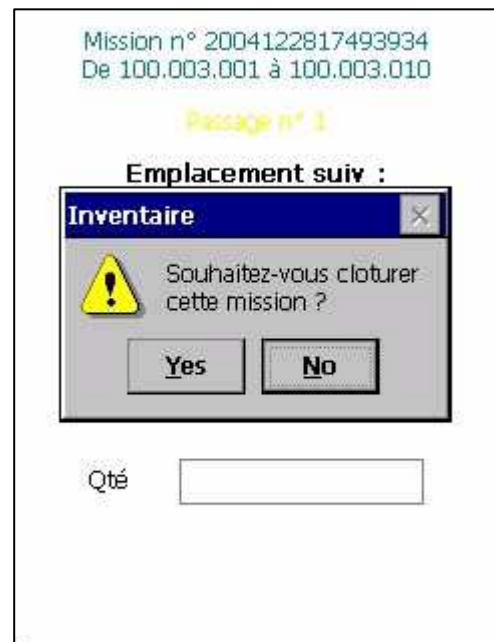 Mission n° 2004122817493934
De 100.003.001 à 100.003.010
Passage n° 1
Emplacement suiv :
Inventaire
Souhaitez-vous cloturer
cette mission ?
Yes
No
Qté